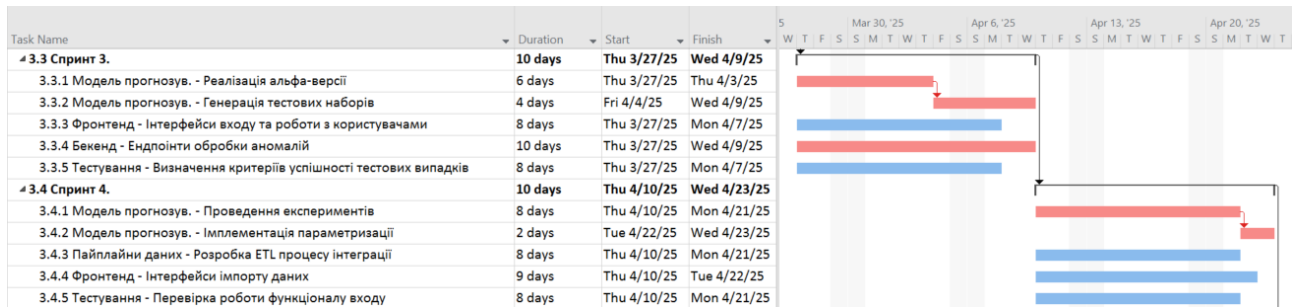 5 Mar 30, '25 Apr 6, '25 Apr 13, '25 Apr 20, '25
Task Name Duration Start Finish W T F S S M T W T F S S M T W T F S S M T W T F S S M T W T
3.3 Спринт 3. 10 days Thu 3/27/25 Wed 4/9/25
3.3.1 Модель прогнозув. - Реалізація альфа-версії 6 days Thu 3/27/25 Thu 4/3/25
3.3.2 Модель прогнозув. - Генерація тестових наборів 4 days Fri 4/4/25 Wed 4/9/25
3.3.3 Фронтенд - Інтерфейси входу та роботи з користувачами 8 days Thu 3/27/25 Mon 4/7/25
3.3.4 Бекенд - Ендпоінти обробки аномалій 10 days Thu 3/27/25 Wed 4/9/25
3.3.5 Тестування - Визначення критеріїв успішності тестових випадків 8 days Thu 3/27/25 Mon 4/7/25
3.4 Спринт 4. 10 days Thu 4/10/25 Wed 4/23/25
3.4.1 Модель прогнозув. - Проведення експериментів 8 days Thu 4/10/25 Mon 4/21/25
3.4.2 Модель прогнозув. - Імплементація параметризації 2 days Tue 4/22/25 Wed 4/23/25
3.4.3 Пайплайни даних - Розробка ETL процесу інтеграції 8 days Thu 4/10/25 Mon 4/21/25
3.4.4 Фронтенд - Інтерфейси імпорту даних 9 days Thu 4/10/25 Tue 4/22/25
3.4.5 Тестування - Перевірка роботи функціоналу входу 8 days Thu 4/10/25 Mon 4/21/25